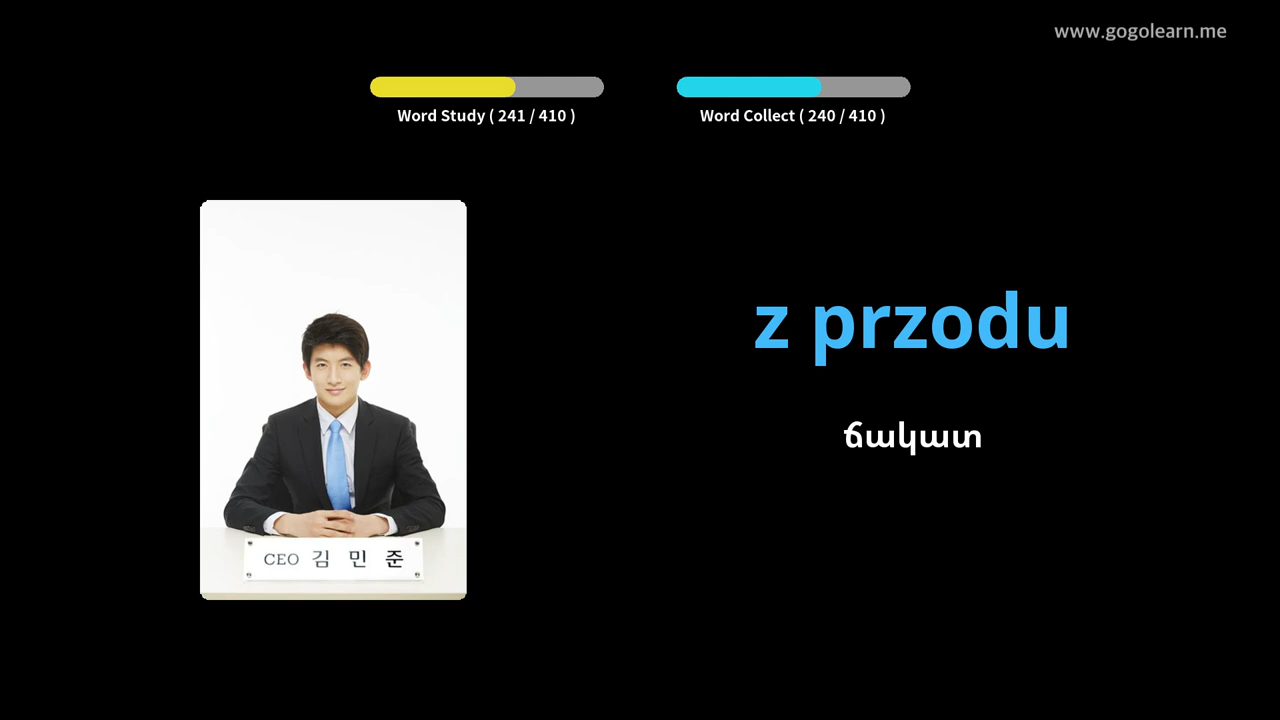 www.gogolearn.me
Word Study ( 241 / 410 )
Word Collect ( 240 / 410 )
z przodu
ճակատ
CEO 김 민 준